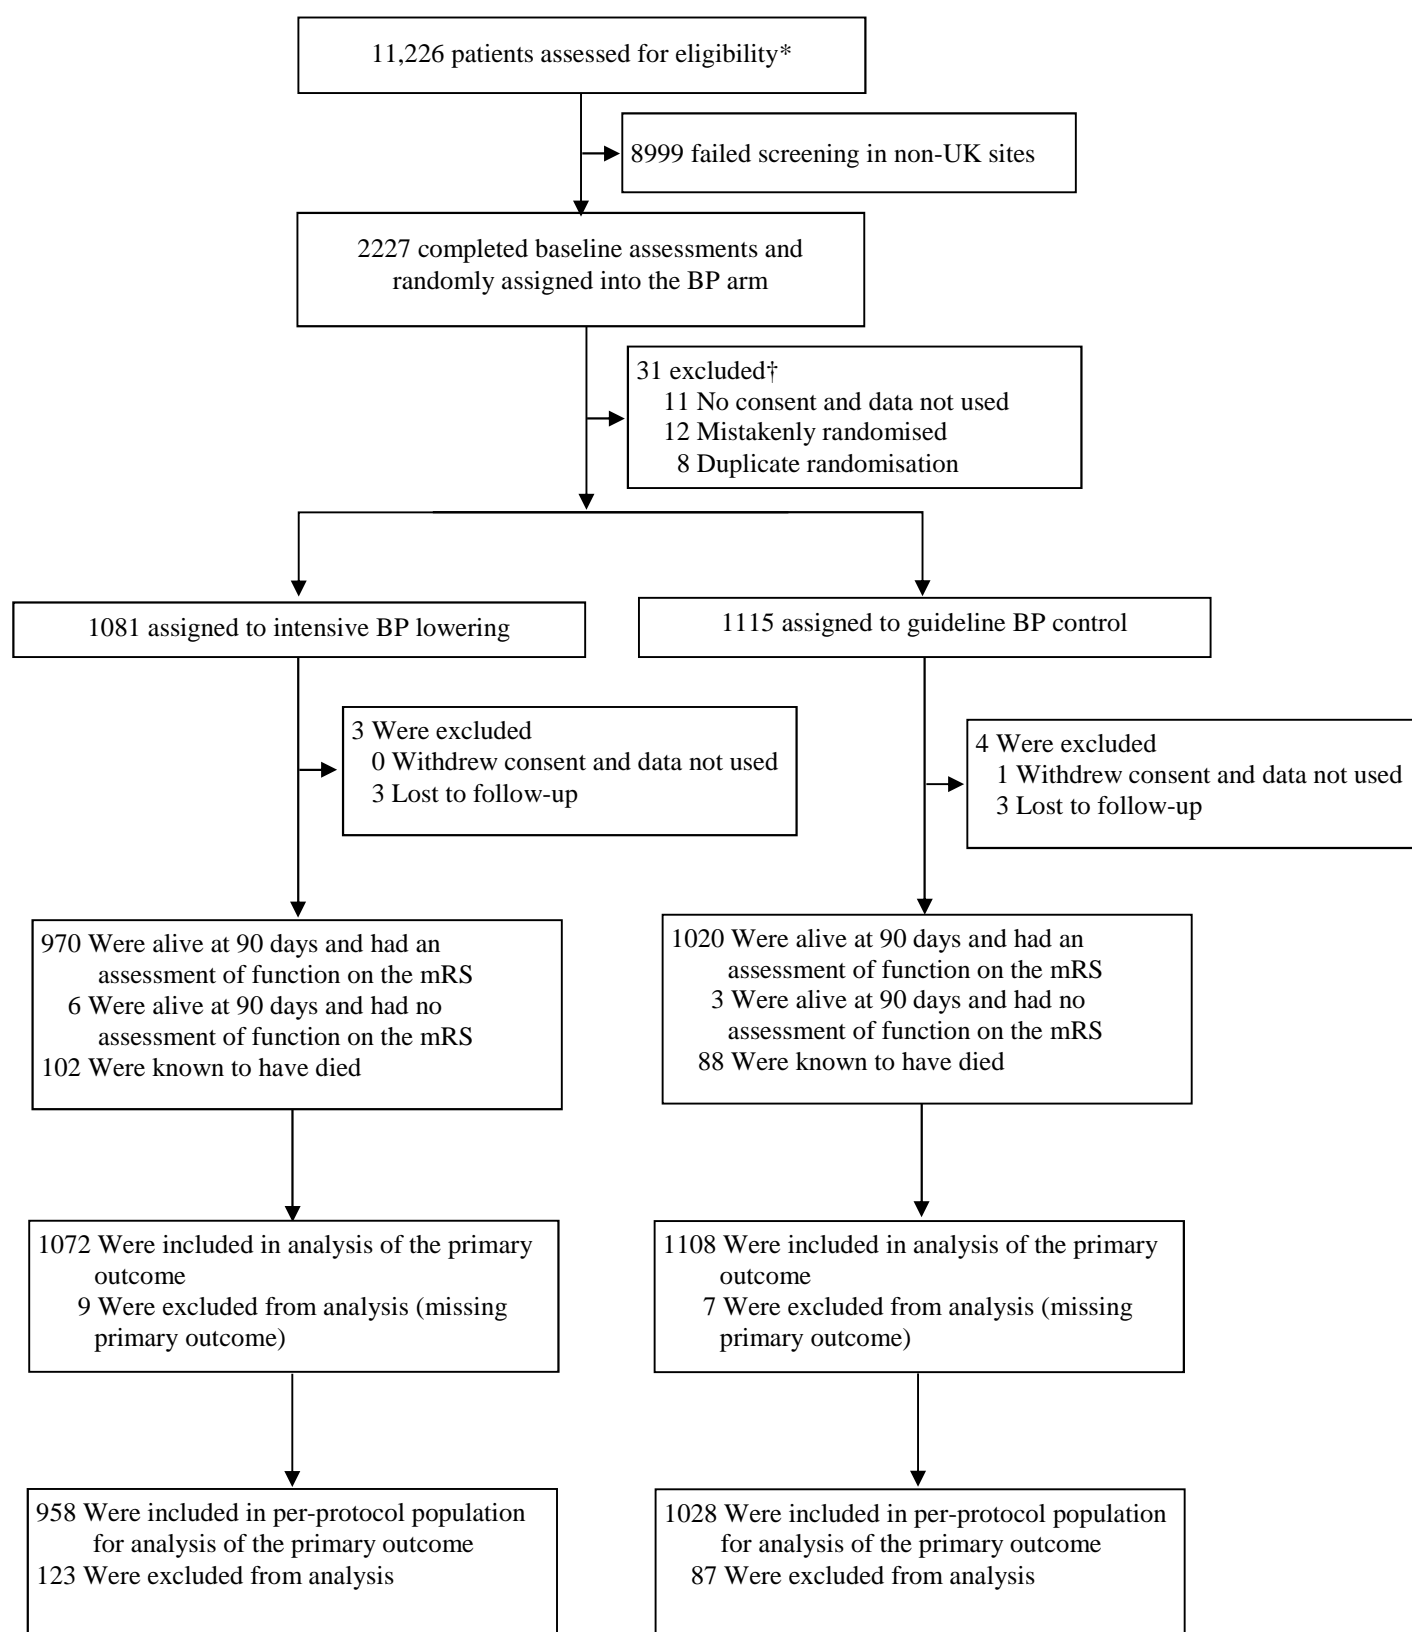 11,226 patients assessed for eligibility*
8999 failed screening in non-UK sites
2227 completed baseline assessments and
randomly assigned into the BP arm
31 excluded†
11 No consent and data not used
12 Mistakenly randomised
8 Duplicate randomisation
1081 assigned to intensive BP lowering
1115 assigned to guideline BP control
3 Were excluded
0 Withdrew consent and data not used
3 Lost to follow-up
4 Were excluded
1 Withdrew consent and data not used
3 Lost to follow-up
970 Were alive at 90 days and had an
assessment of function on the mRS
6 Were alive at 90 days and had no
assessment of function on the mRS
102 Were known to have died
1020 Were alive at 90 days and had an
assessment of function on the mRS
3 Were alive at 90 days and had no
assessment of function on the mRS
88 Were known to have died
1072 Were included in analysis of the primary
outcome
9 Were excluded from analysis (missing
primary outcome)
1108 Were included in analysis of the primary
outcome
7 Were excluded from analysis (missing
primary outcome)
958 Were included in per-protocol population
for analysis of the primary outcome
123 Were excluded from analysis
1028 Were included in per-protocol population
for analysis of the primary outcome
87 Were excluded from analysis